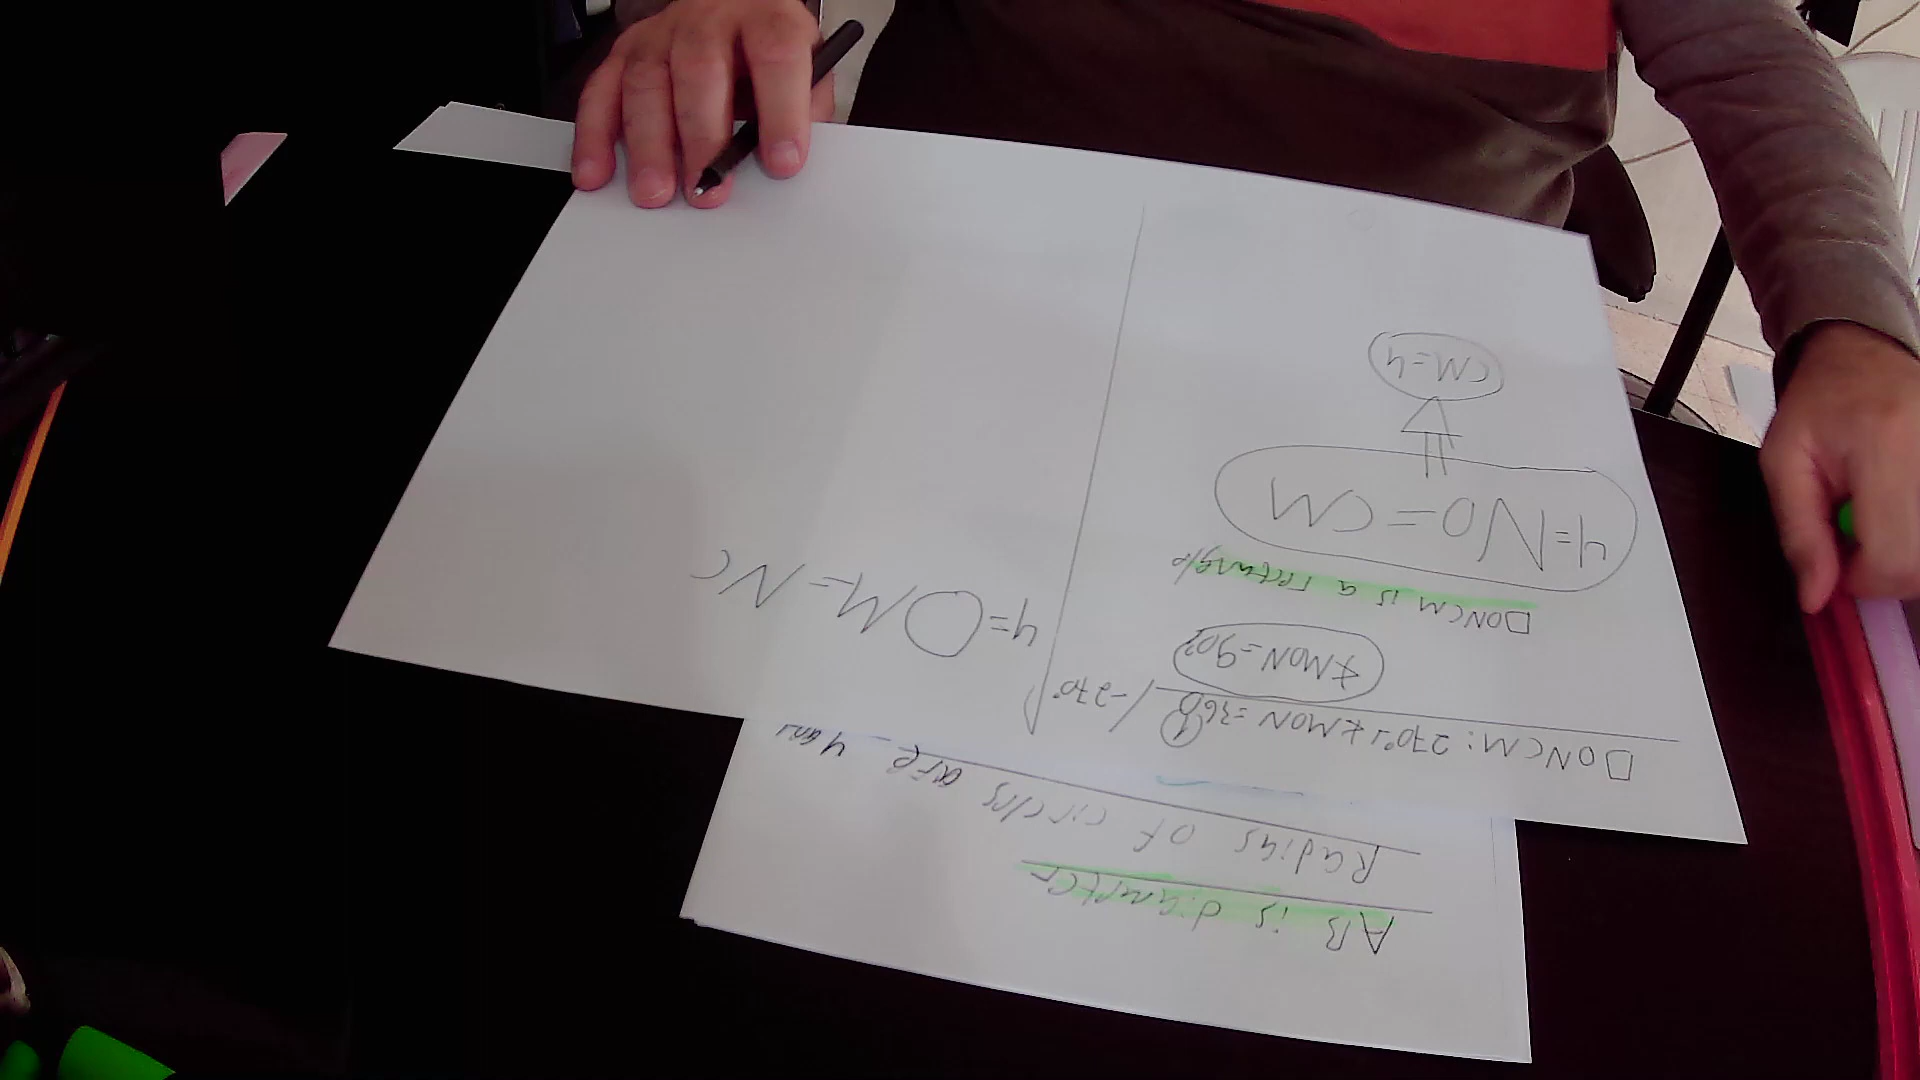 AB is diameter
Radius of circles are 4
□ONCM: 270°+∡MON=360° /-270°
∡MON=90°
□ONCM is a rectangle
4=NO=CM
CM=4
4=OM=NC